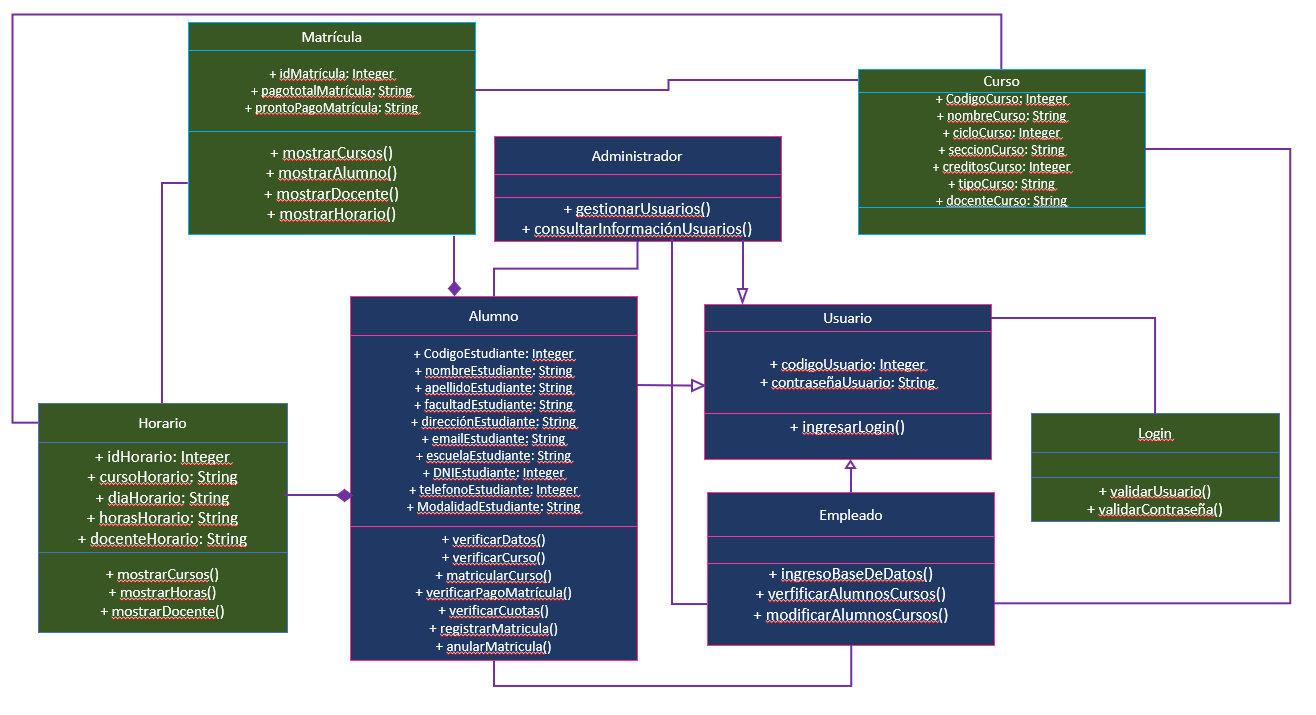 Matrícula
+ idMatrícula: Integer
+ pagototalMatrícula: String
+ prontoPagoMatrícula: String
+ mostrarCursos()
+ mostrarAlumno()
+ mostrarDocente()
+ mostrarHorario()
Curso
+ CodigoCurso: Integer
+ nombreCurso: String
+ cicloCurso: Integer
+ seccionCurso: String
+ creditosCurso: Integer
+ tipoCurso: String
+ docenteCurso: String
Administrador
+ gestionarUsuarios()
+ consultarInformaciónUsuarios()
Alumno
+ CodigoEstudiante: Integer
+ nombreEstudiante: String
+ apellidoEstudiante: String
+ facultadEstudiante: String
+ direcciónEstudiante: String
+ emailEstudiante: String
+ escuelaEstudiante: String
+ DNIEstudiante: Integer
+ telefonoEstudiante: Integer
+ ModalidadEstudiante: String
+ verificarDatos()
+ verificarCurso()
+ matricularCurso()
+ verificarPagoMatrícula()
+ verificarCuotas()
+ registrarMatricula()
+ anularMatricula()
Usuario
+ codigoUsuario: Integer
+ contraseñaUsuario: String
+ ingresarLogin()
Horario
+ idHorario: Integer
+ cursoHorario: String
+ diaHorario: String
+ horasHorario: String
+ docenteHorario: String
+ mostrarCursos()
+ mostrarHoras()
+ mostrarDocente()
Login
+ validarUsuario()
+ validarContraseña()
Empleado
+ ingresoBaseDeDatos()
+ verfificarAlumnosCursos()
+ modificarAlumnosCursos()